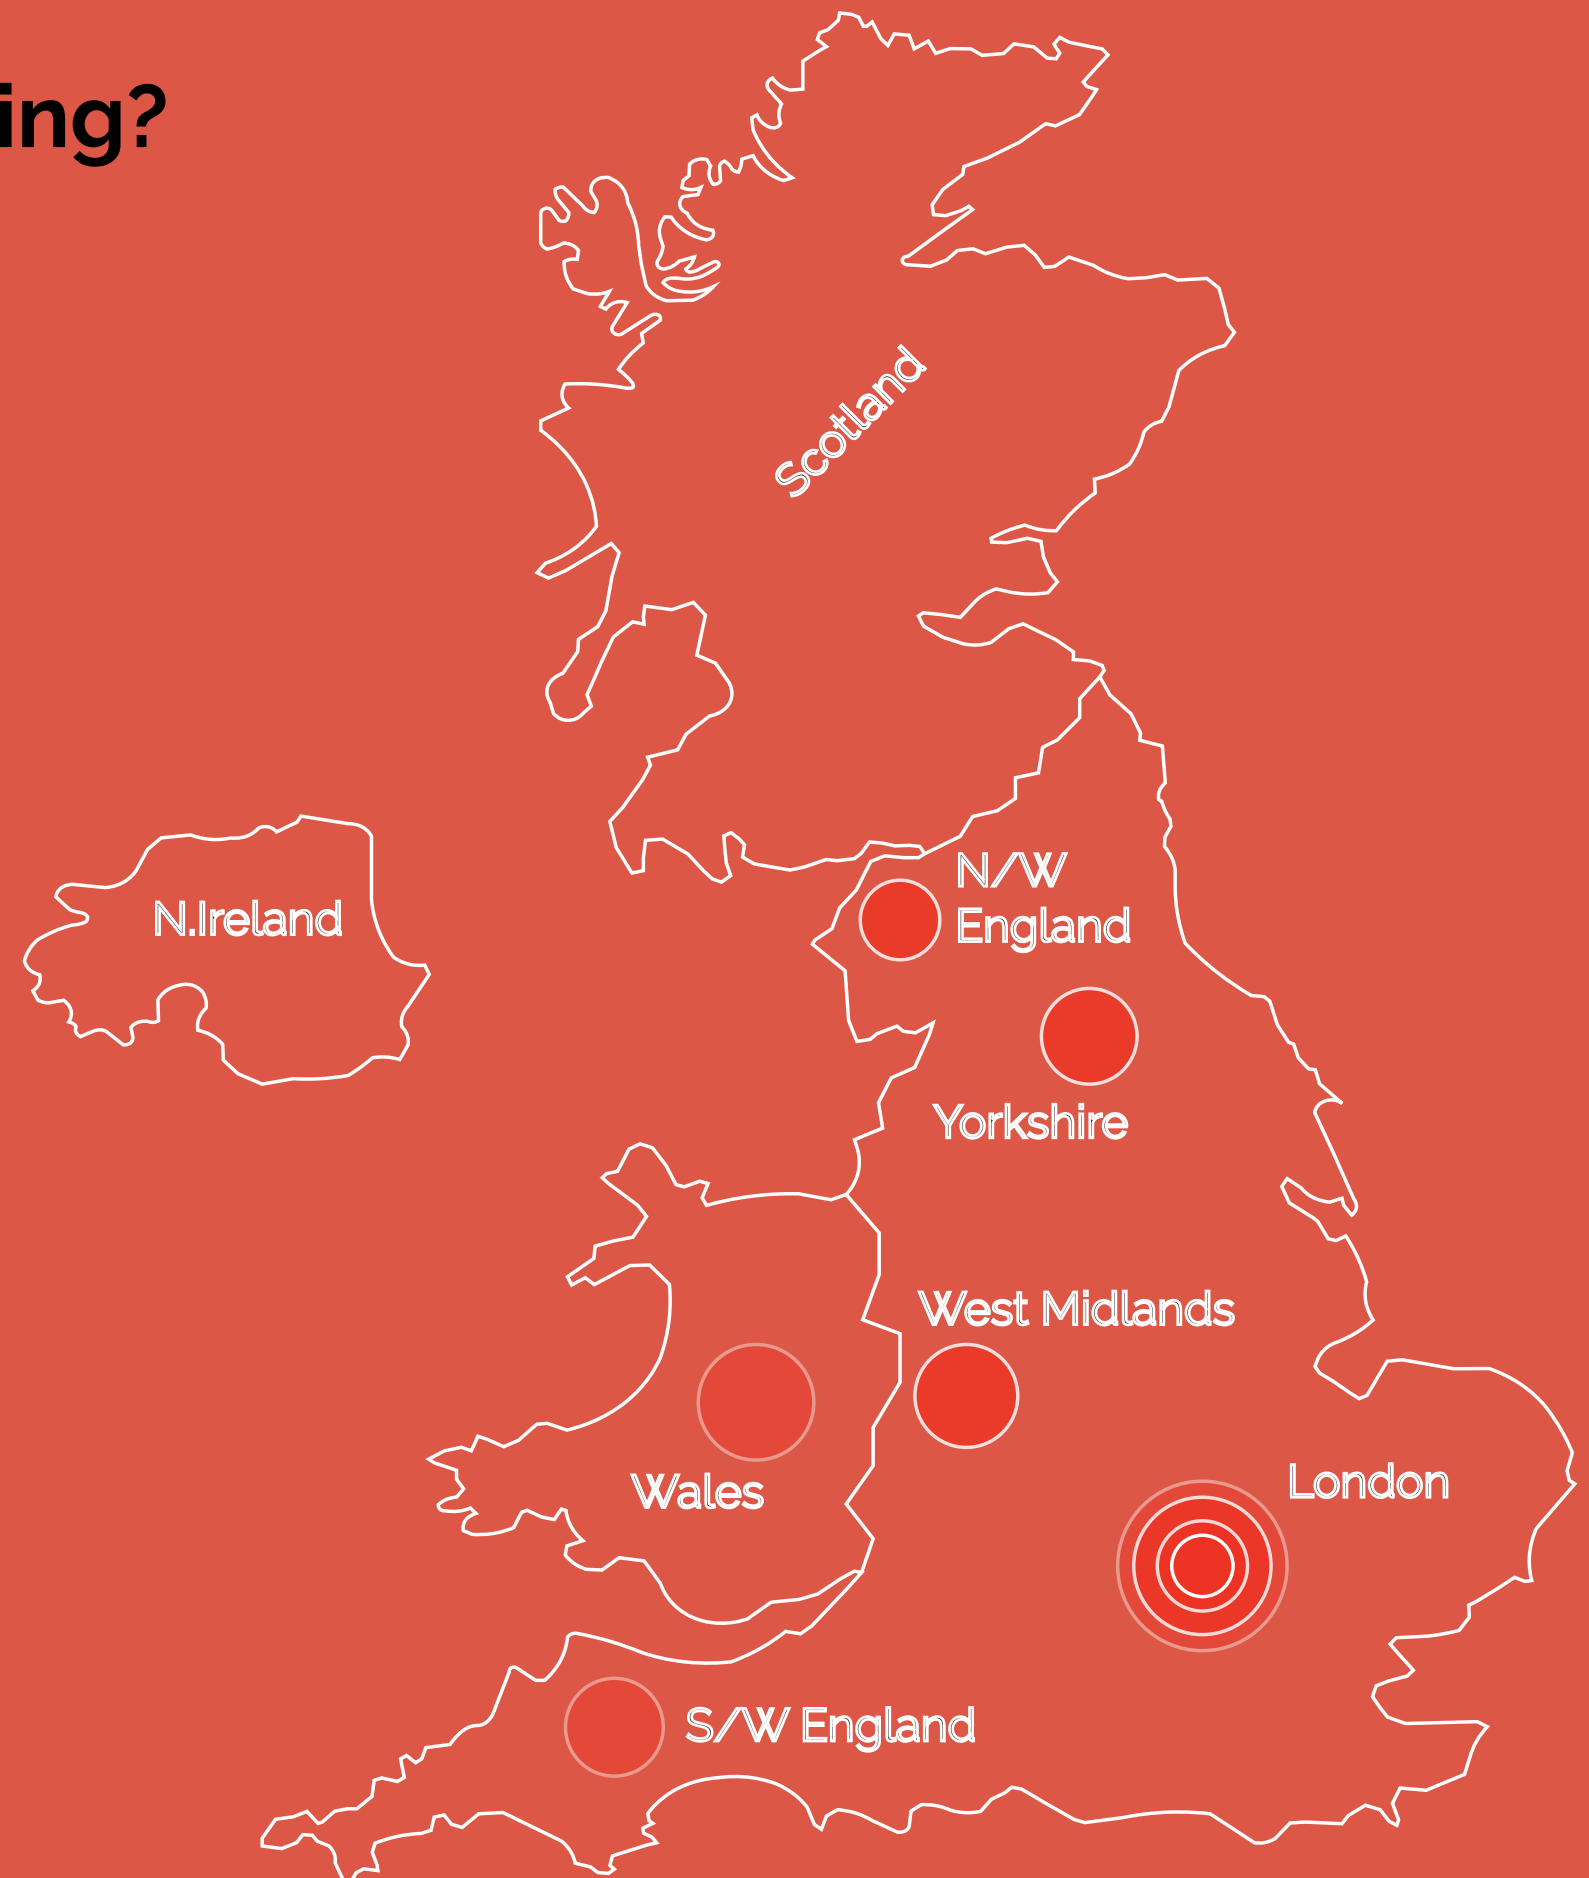 ing?
Scotland
N/W
England
N.Ireland
Yorkshire
West Midlands
Wales
London
S/W England